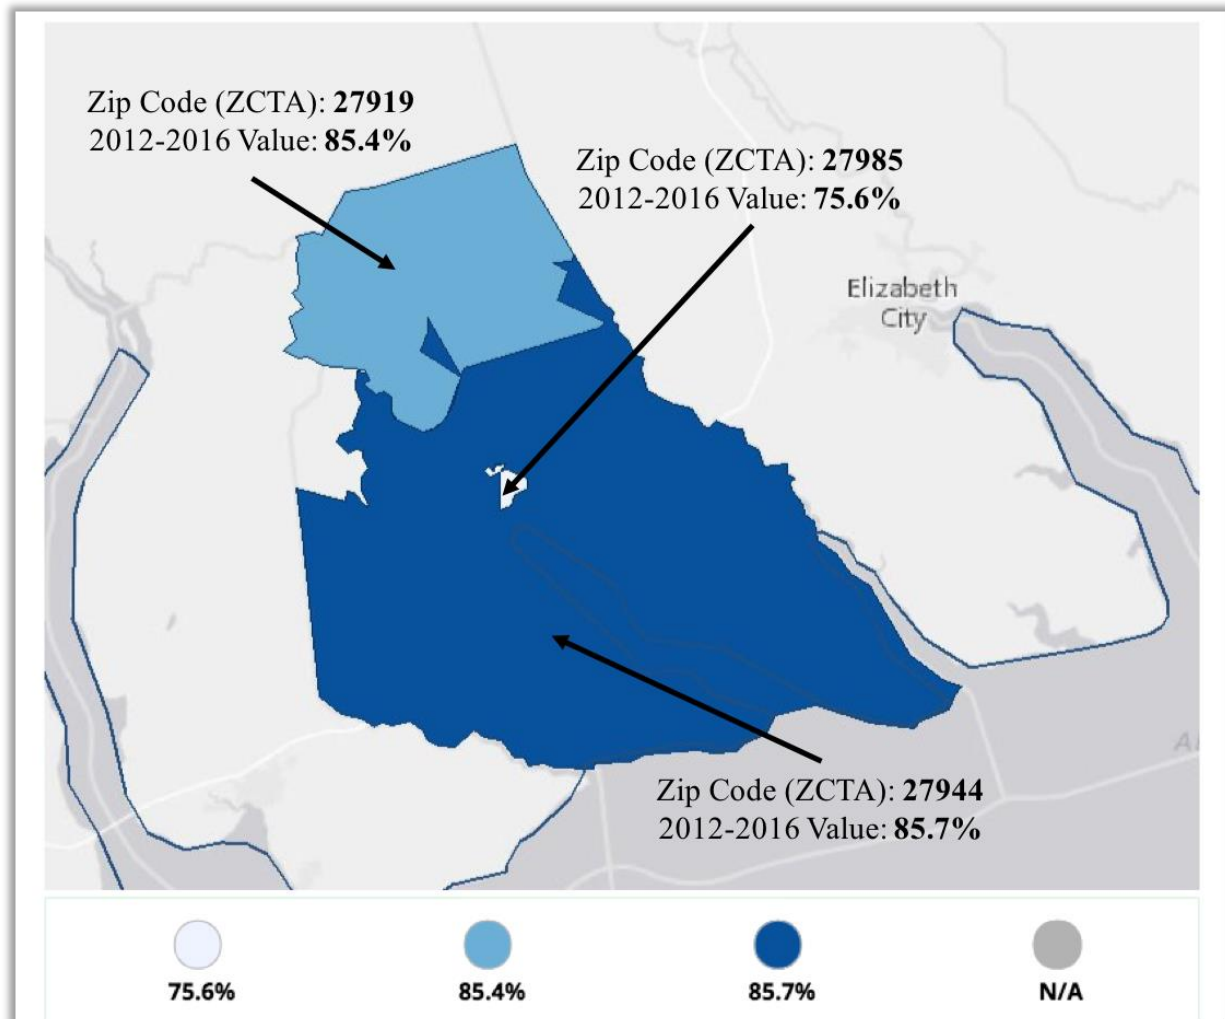 Zip Code (ZCTA): 27919
2012-2016 Value: 85.4%
Zip Code (ZCTA): 27985
2012-2016 Value: 75.6%
Elizabeth
City
Zip Code (ZCTA): 27944
2012-2016 Value: 85.7%
75.6%
85.4%
85.7%
N/A